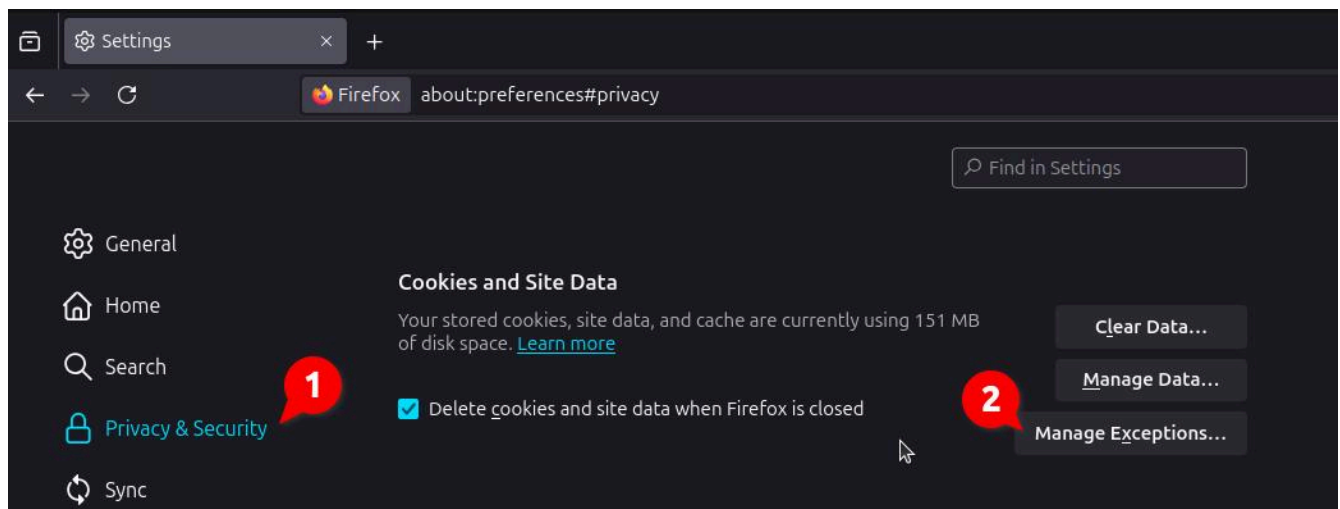 Settings
Firefox about:preferences#privacy
Find in Settings
General
Home
Search
1
Privacy & Security
Sync
Cookies and Site Data
Your stored cookies, site data, and cache are currently using 151 MB
of disk space. Learn more
Delete cookies and site data when Firefox is closed
Clear Data...
Manage Data...
2
Manage Exceptions...